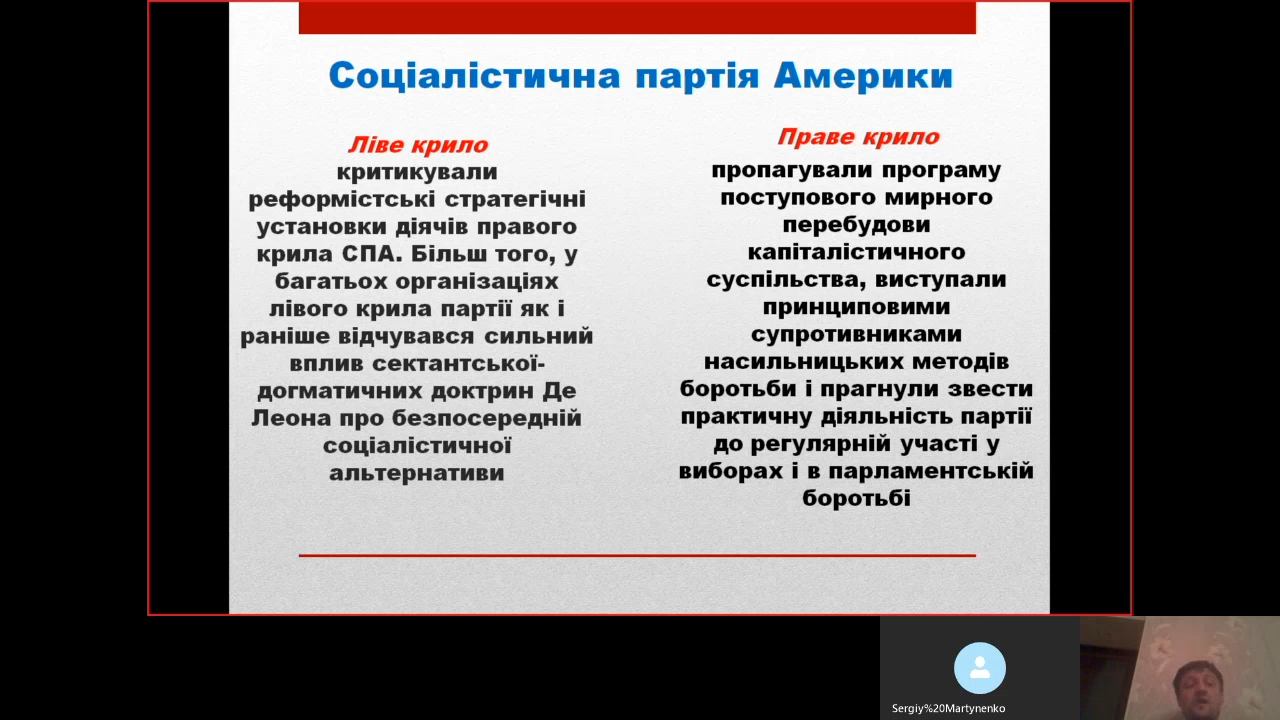 Соціалістична партія Америки
Ліве крило
критикували
реформістські стратегічні
установки діячів правого
крила СПА. Більш того, у
багатьох організаціях
лівого крила партії як і
раніше відчувався сильний
вплив сектантської-
догматичних доктрин Де
Леона про безпосередній
соціалістичної
альтернативи
Праве крило
пропагували програму
поступового мирного
перебудови
капіталістичного
суспільства, виступали
принциповими
супротивниками
насильницьких методів
боротьби і прагнули звести
практичну діяльність партії
до регулярній участі у
виборах і в парламентській
боротьбі
Sergiy%20Martynenko